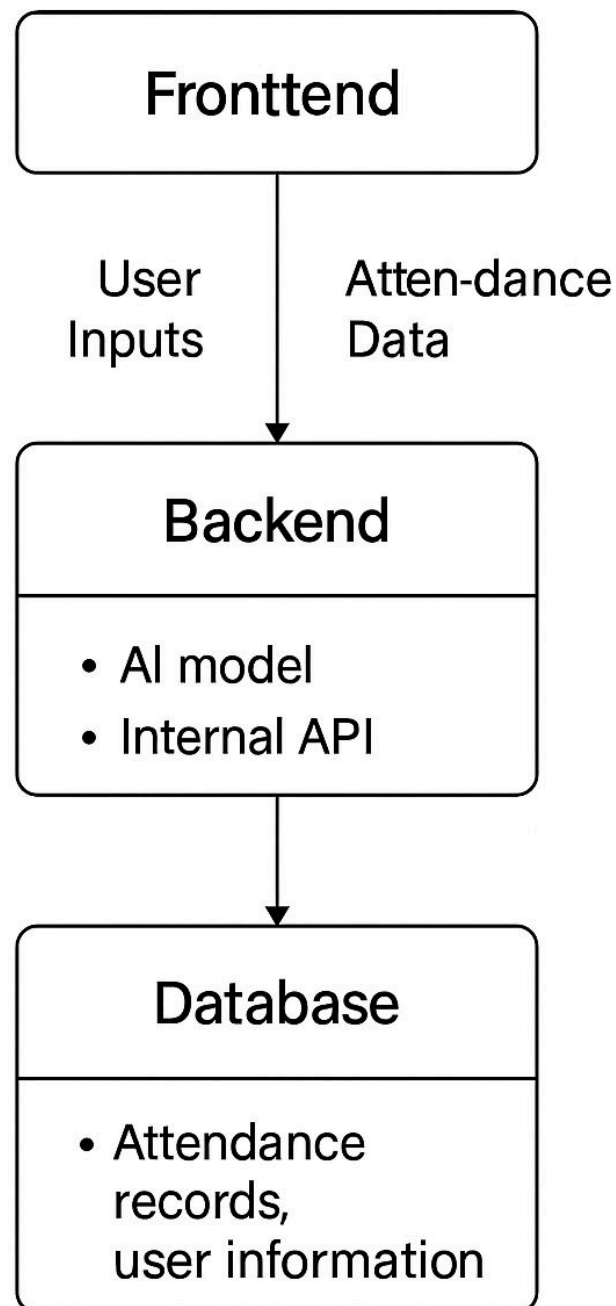 Fronttend
User
Inputs
Atten-dance
Data
Backend
• AI model
• Internal API
Database
• Attendance
records,
user information